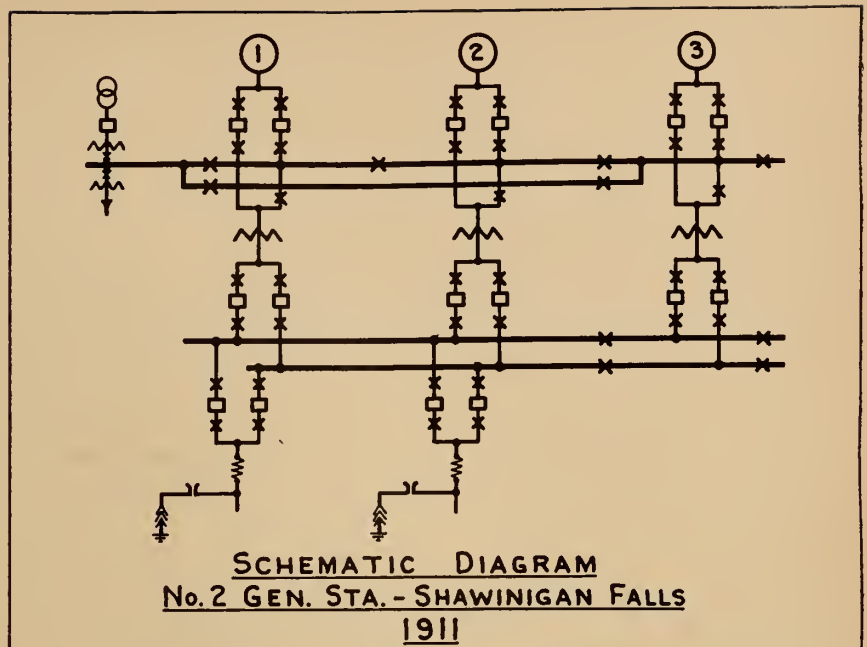 1 2 3
SCHEMATIC DIAGRAM
No. 2 GEN. STA. - SHAWINIGAN FALLS
1911